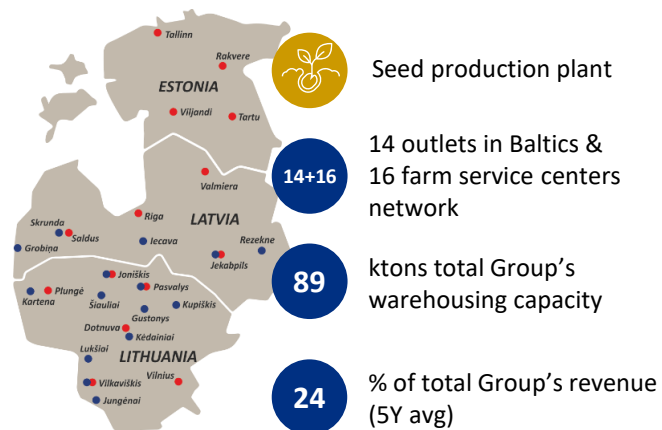 Tallinn
Rakvere
ESTONIA
Viljandi
Tartu
Valmiera
Riga
LATVIA
Skrunda
Saldus
Iecava
Rezekne
Grobiņa
Jekabpils
Joniškis
Plungė
Pasvalys
Kartena
Šiauliai
Kupiškis
Gustonys
Dotnuva
Kėdainiai
Lukšiai
LITHUANIA
Vilnius
Vilkaviškis
Jungėnai
Seed production plant
14+16
14 outlets in Baltics &
16 farm service centers
network
89
ktons total Group's
warehousing capacity
24
% of total Group's revenue
(5Y avg)